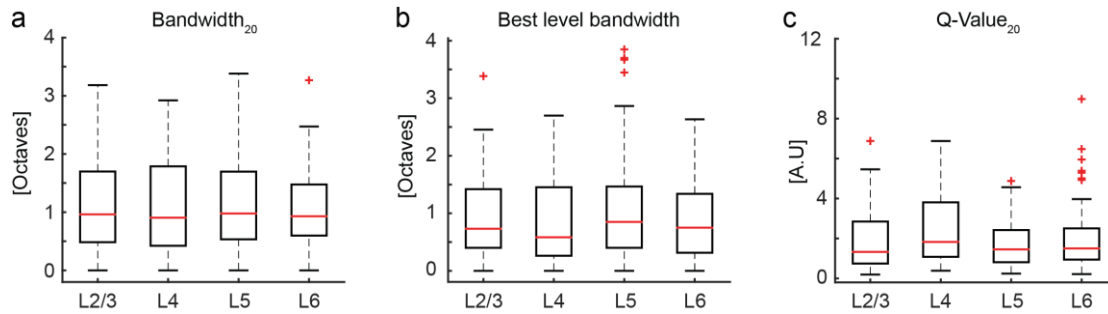 a
Bandwidth20
[Octaves]
4
3
2
1
0
L2/3 L4 L5 L6
b
Best level bandwidth
[Octaves]
4
3
2
1
0
L2/3 L4 L5 L6
c
Q-Value20
[A.U]
12
8
4
0
L2/3 L4 L5 L6